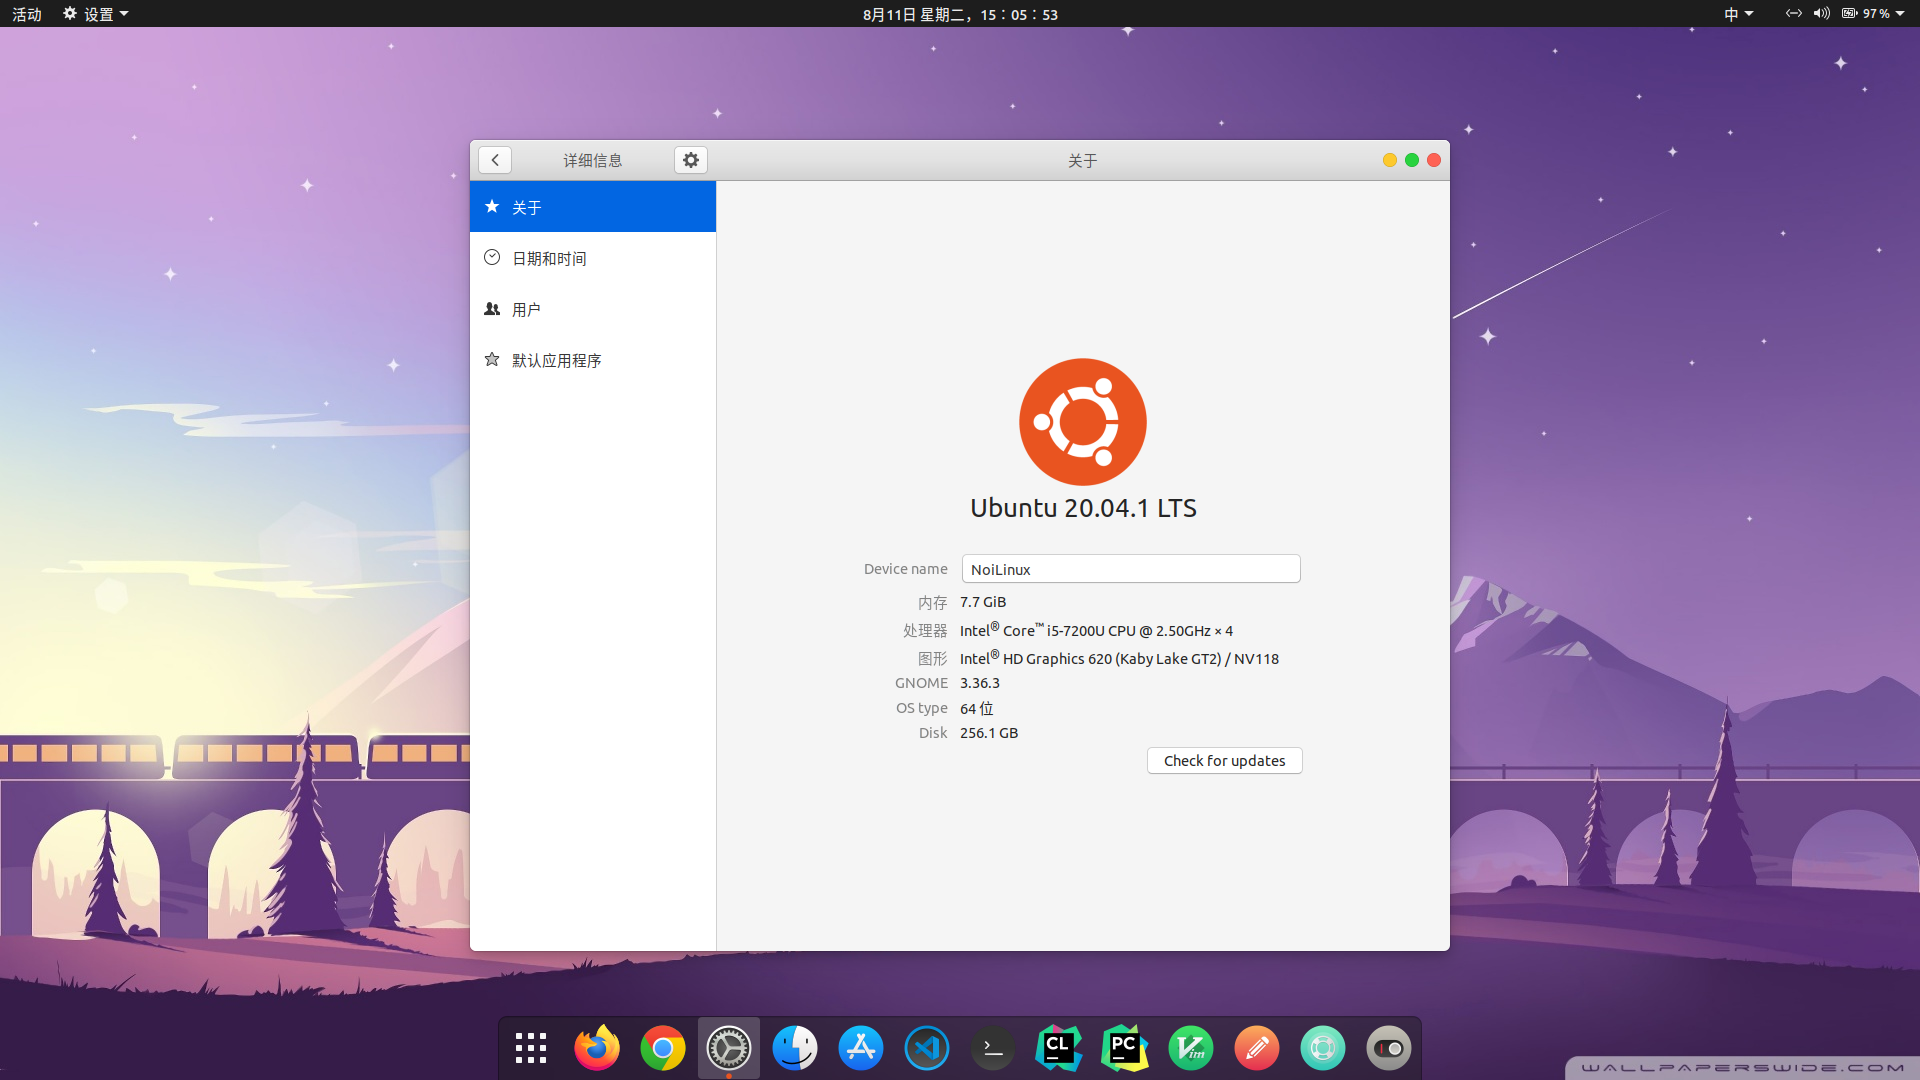 活动 设置
8月11日 星期二，15：05：53
中 97 %
详细信息
关于
关于
日期和时间
用户
默认应用程序
Ubuntu 20.04.1 LTS
Device name NoiLinux
内存 7.7 GiB
处理器 Intel® Core™ i5-7200U CPU @ 2.50GHz × 4
图形 Intel® HD Graphics 620 (Kaby Lake GT2) / NV118
GNOME 3.36.3
OS type 64 位
Disk 256.1 GB
Check for updates
CL
PC
Vim
WALLPAPERSWIDE.COM